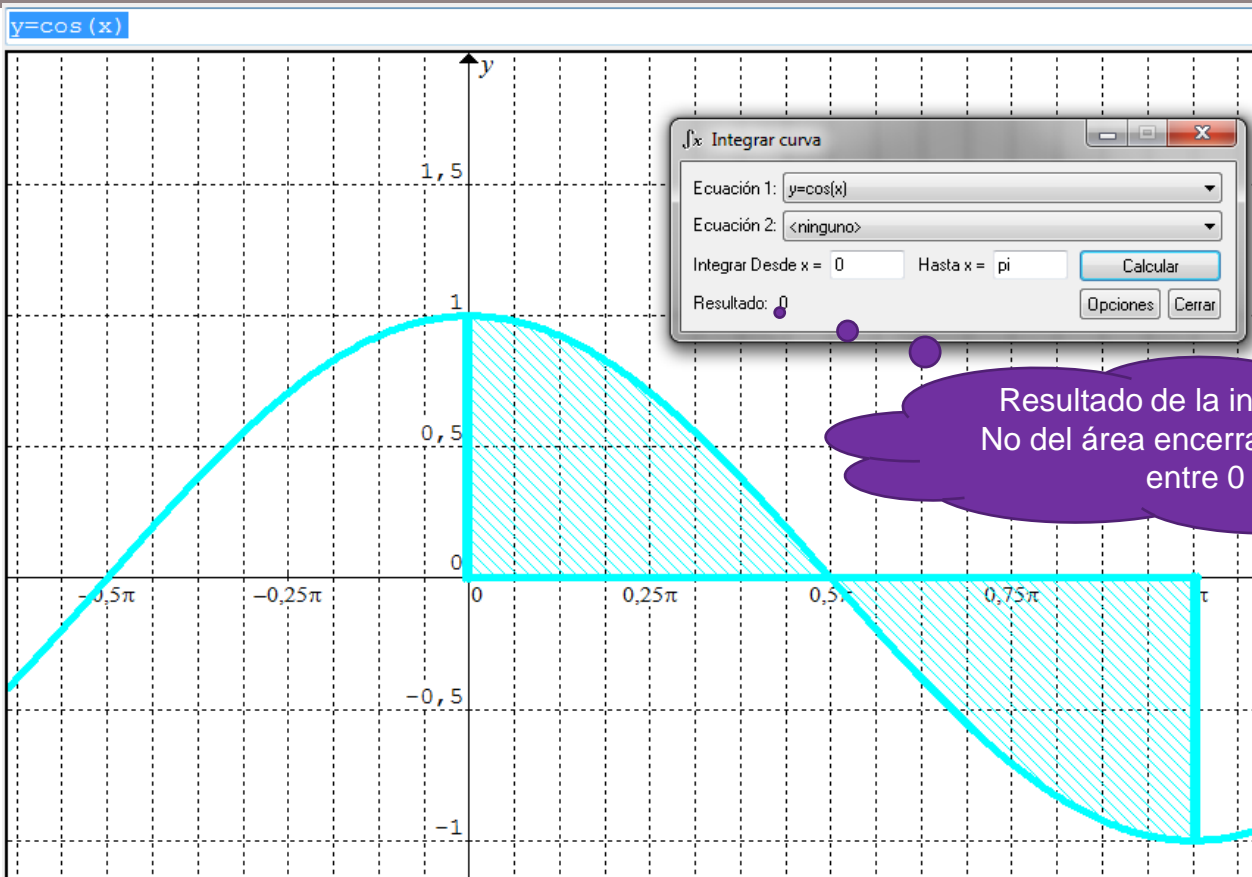 y=cos(x)
y
∫x Integrar curva
Ecuación 1: y=cos(x)
Ecuación 2: <ninguno>
Integrar Desde x = 0 Hasta x = pi Calcular
Resultado: 0 Opciones Cerrar
Resultado de la
No del área
entre 0
1,5
1
0,5
0
-0,5π −0,25π 0 0,25π 0,5π 0,75π π
−0,5
−1